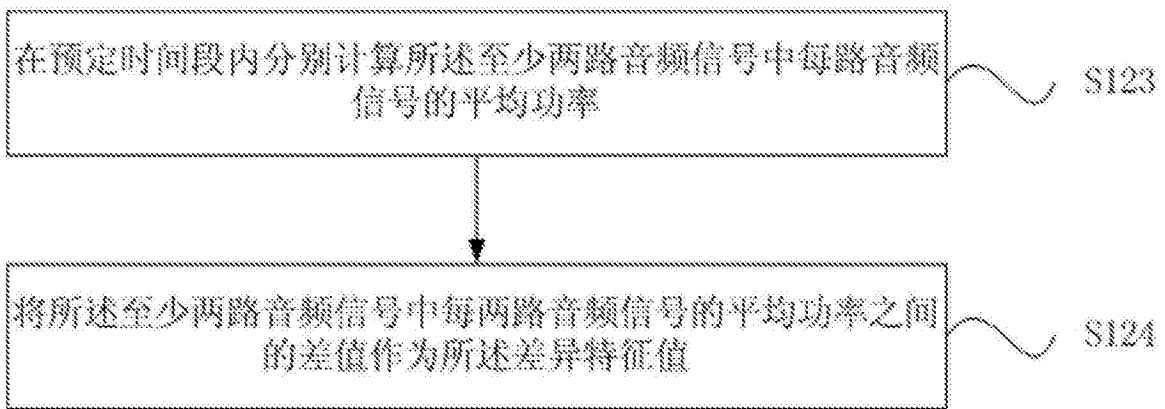 在预定时间段内分别计算所述至少两路音频信号中每路音频
信号的平均功率
S123
将所述至少两路音频信号中每两路音频信号的平均功率之间
的差值作为所述差异特征值
S124